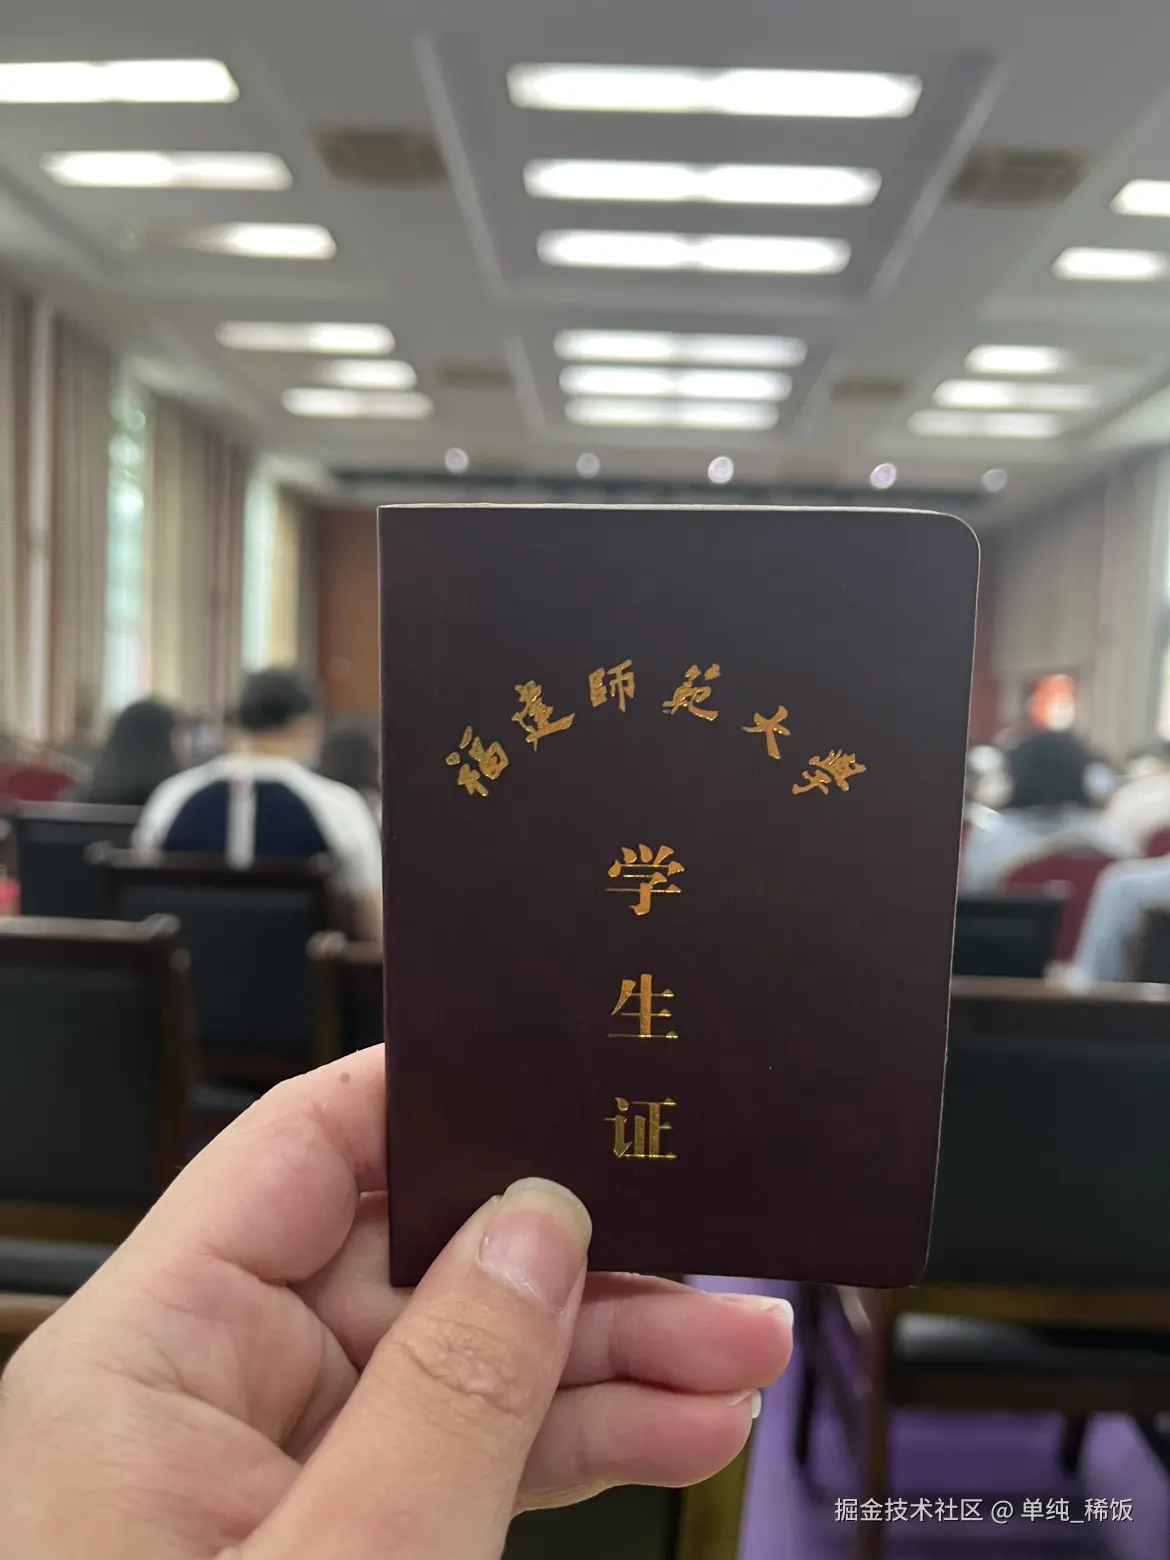 福建師範大學
学
生
证
掘金技术社区 @ 单纯_稀饭